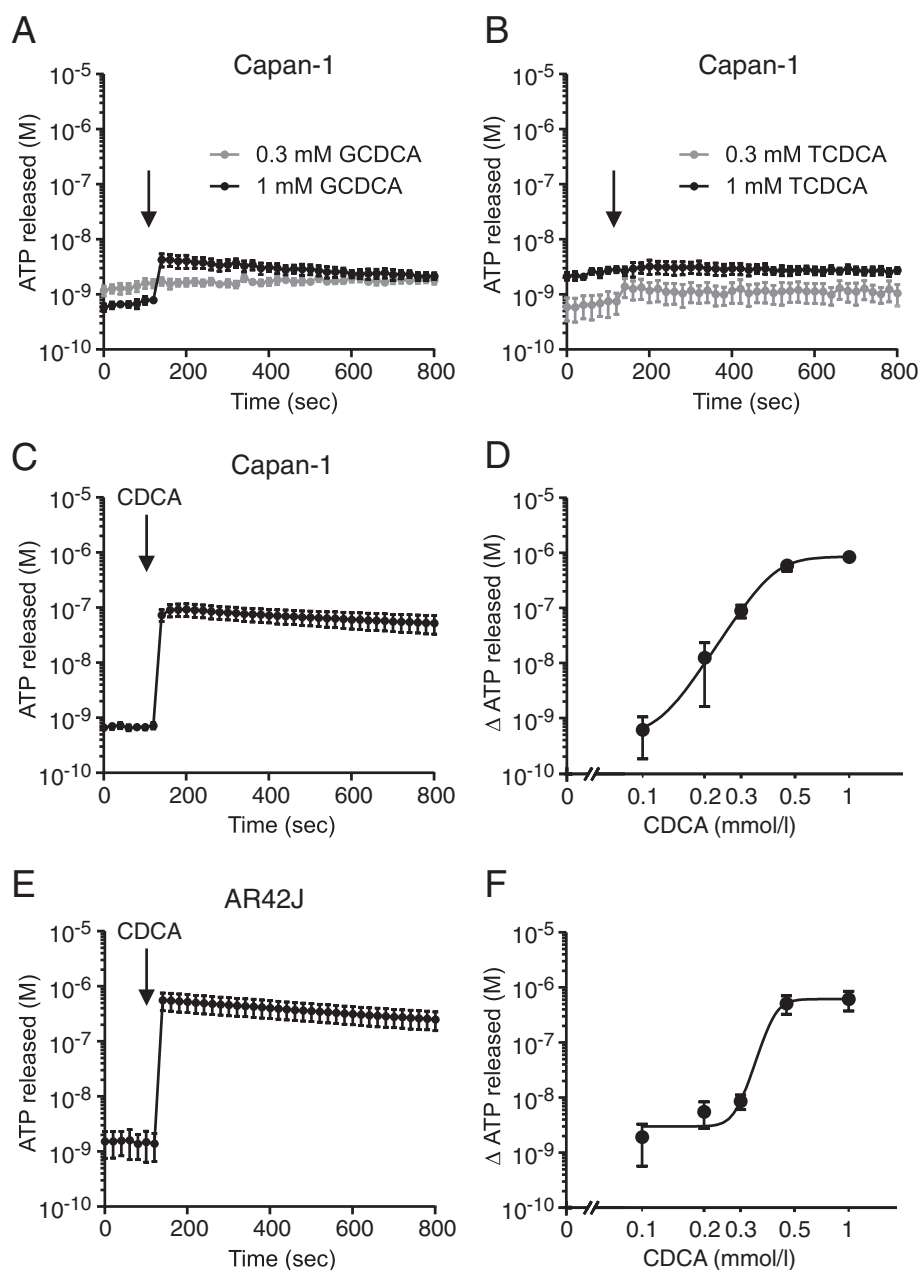 A
Capan-1
ATP released (M)
10-5
10-6
10-7
10-8
10-9
10-10
0.3 mM GCDCA
1 mM GCDCA
0 200 400 600 800
Time (sec)
B
Capan-1
ATP released (M)
10-5
10-6
10-7
10-8
10-9
10-10
0.3 mM TCDCA
1 mM TCDCA
0 200 400 600 800
Time (sec)
C
Capan-1
CDCA
ATP released (M)
10-5
10-6
10-7
10-8
10-9
10-10
0 200 400 600 800
Time (sec)
D
Δ ATP released (M)
10-5
10-6
10-7
10-8
10-9
10-10
0 0.1 0.2 0.3 0.5 1
CDCA (mmol/l)
E
AR42J
CDCA
ATP released (M)
10-5
10-6
10-7
10-8
10-9
10-10
0 200 400 600 800
Time (sec)
F
Δ ATP released (M)
10-5
10-6
10-7
10-8
10-9
10-10
0 0.1 0.2 0.3 0.5 1
CDCA (mmol/l)